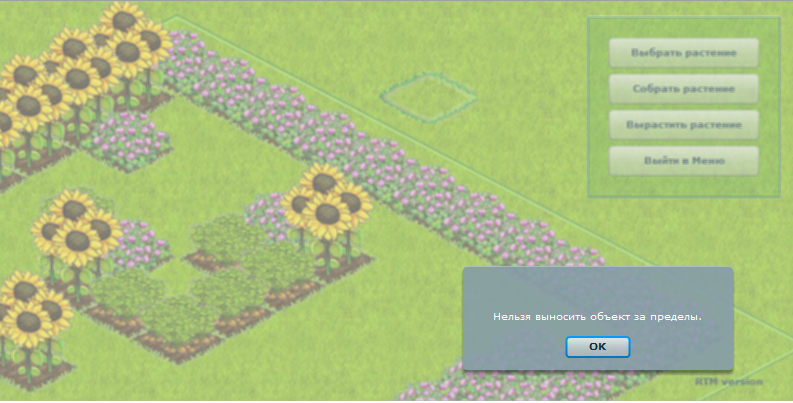 Выбрать растение
Собрать растение
Вырастить растение
Выйти в Меню
Нельзя выносить объект за пределы.
OK
RTM version